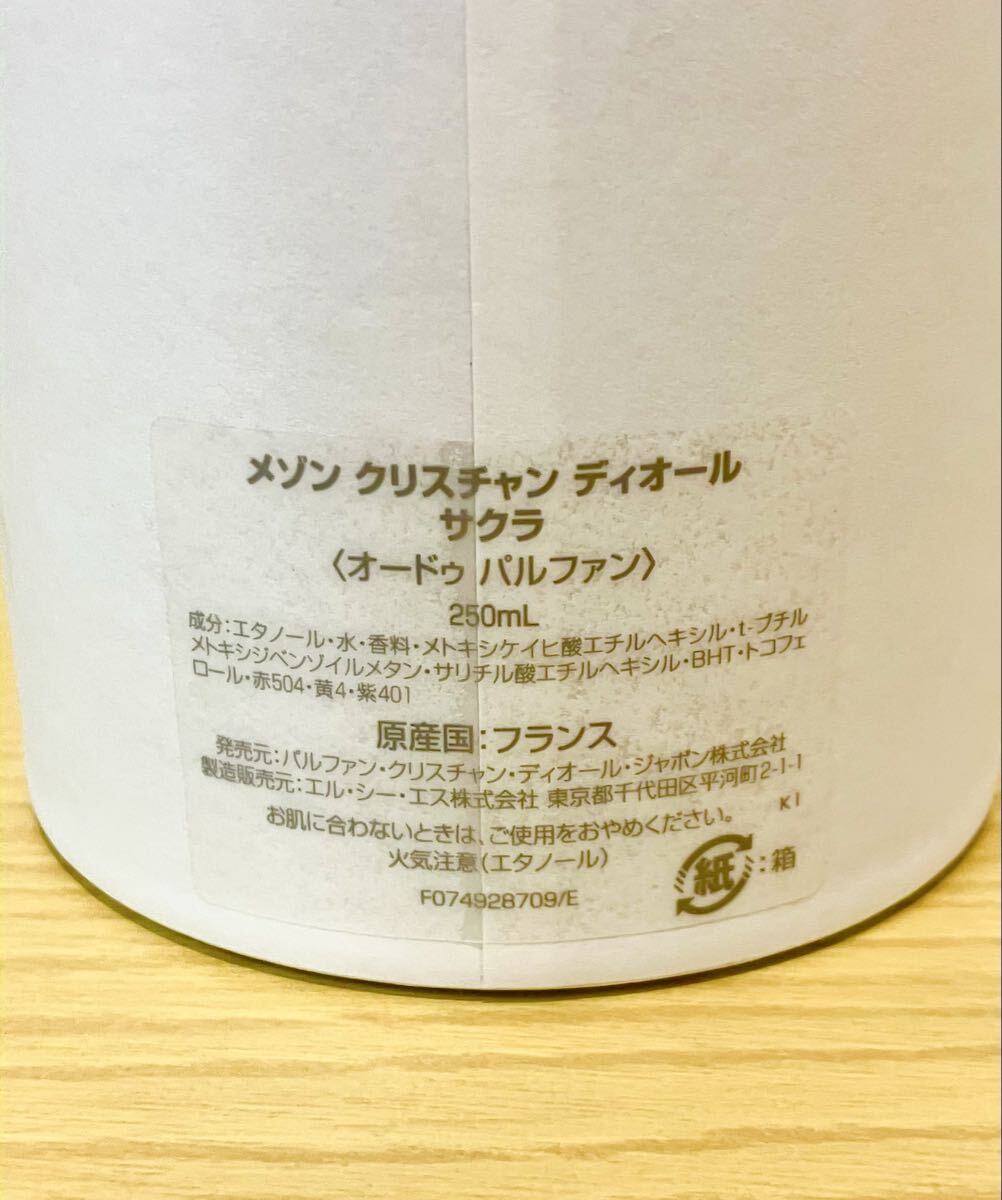 メゾン クリスチャン ディオール
サクラ
〈オードゥ パルファン〉
250mL
成分:エタノール・水・香料・メトキシケイヒ酸エチルヘキシル・t-ブチル
メトキシジベンゾイルメタン・サリチル酸エチルヘキシル・BHT・トコフェ
ロール・赤504・黄4・紫401
原産国:フランス
発売元:パルファン・クリスチャン・ディオール・ジャポン株式会社
製造販売元:エル・シー・エス株式会社 東京都千代田区平河町2-1-1
K1
お肌に合わないときは、ご使用をおやめください。
火気注意(エタノール)
紙:箱
F074928709/E